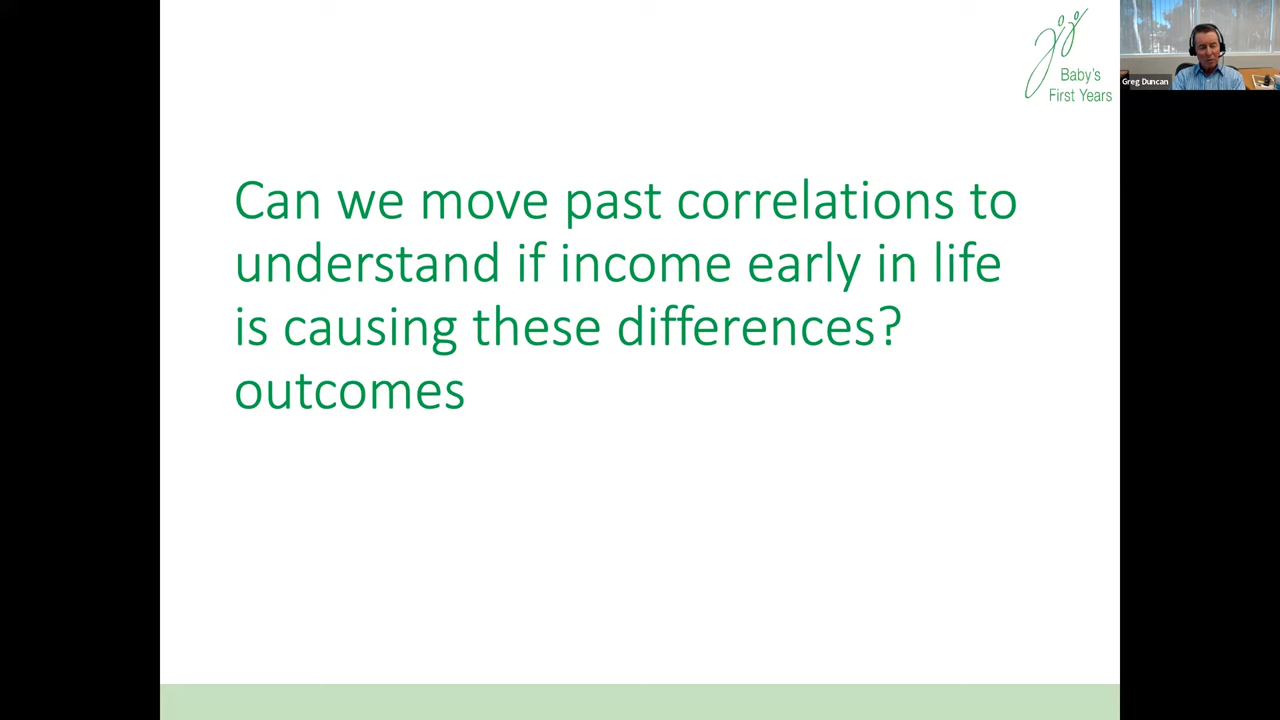 Baby's
First Years
Greg Duncan
Can we move past correlations to
understand if income early in life
is causing these differences?
outcomes